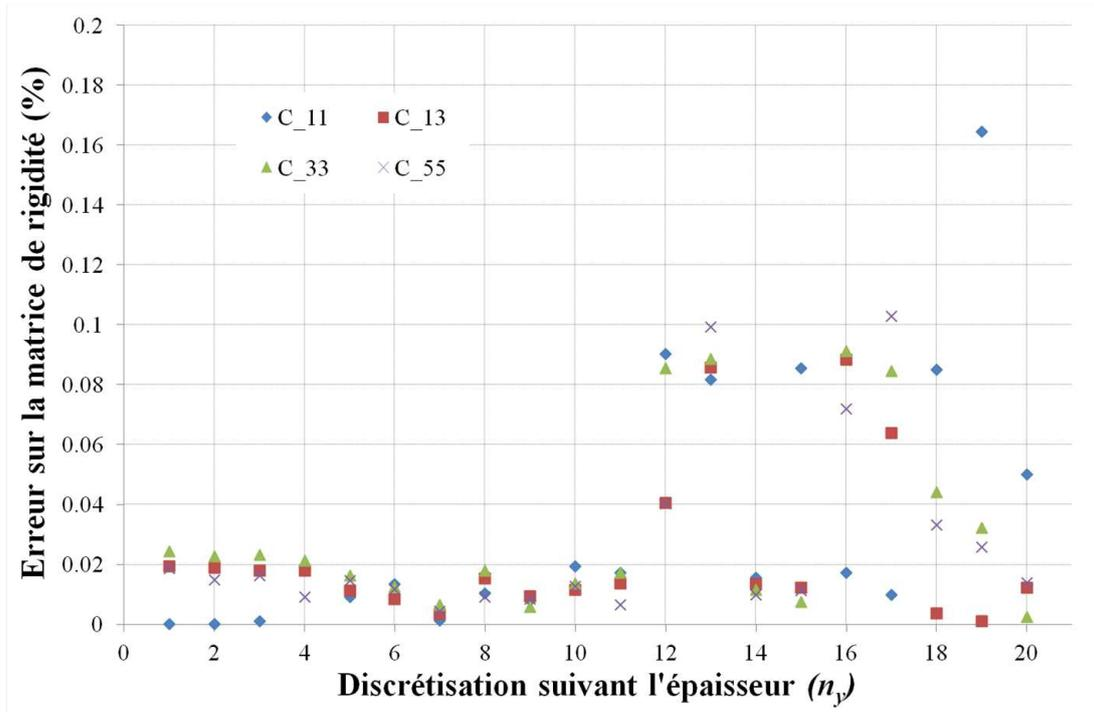 Erreur sur la matrice de rigidité (%)
0.2
0.18
0.16
0.14
0.12
0.1
0.08
0.06
0.04
0.02
0
C_11 C_13
C_33 C_55
0 2 4 6 8 10 12 14 16 18 20
Discrétisation suivant l'épaisseur (n_y)